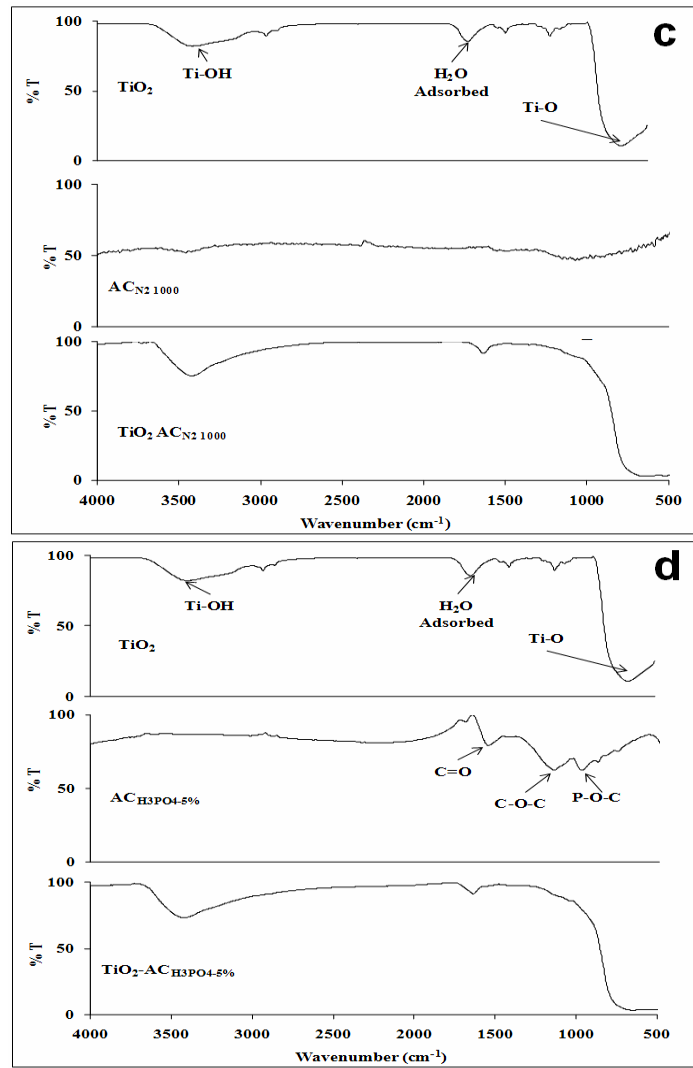 c
100
50
0
% T
TiO2
Ti-OH
H2O
Adsorbed
Ti-O
100
50
0
% T
ACN2 1000
100
50
0
% T
TiO2 ACN2 1000
4000 3500 3000 2500 2000 1500 1000 500
Wavenumber (cm-1)
d
100
50
0
% T
TiO2
Ti-OH
H2O
Adsorbed
Ti-O
100
50
0
% T
ACH3PO4-5%
C=O
C-O-C
P-O-C
100
50
0
% T
TiO2-ACH3PO4-5%
4000 3500 3000 2500 2000 1500 1000 500
Wavenumber (cm-1)